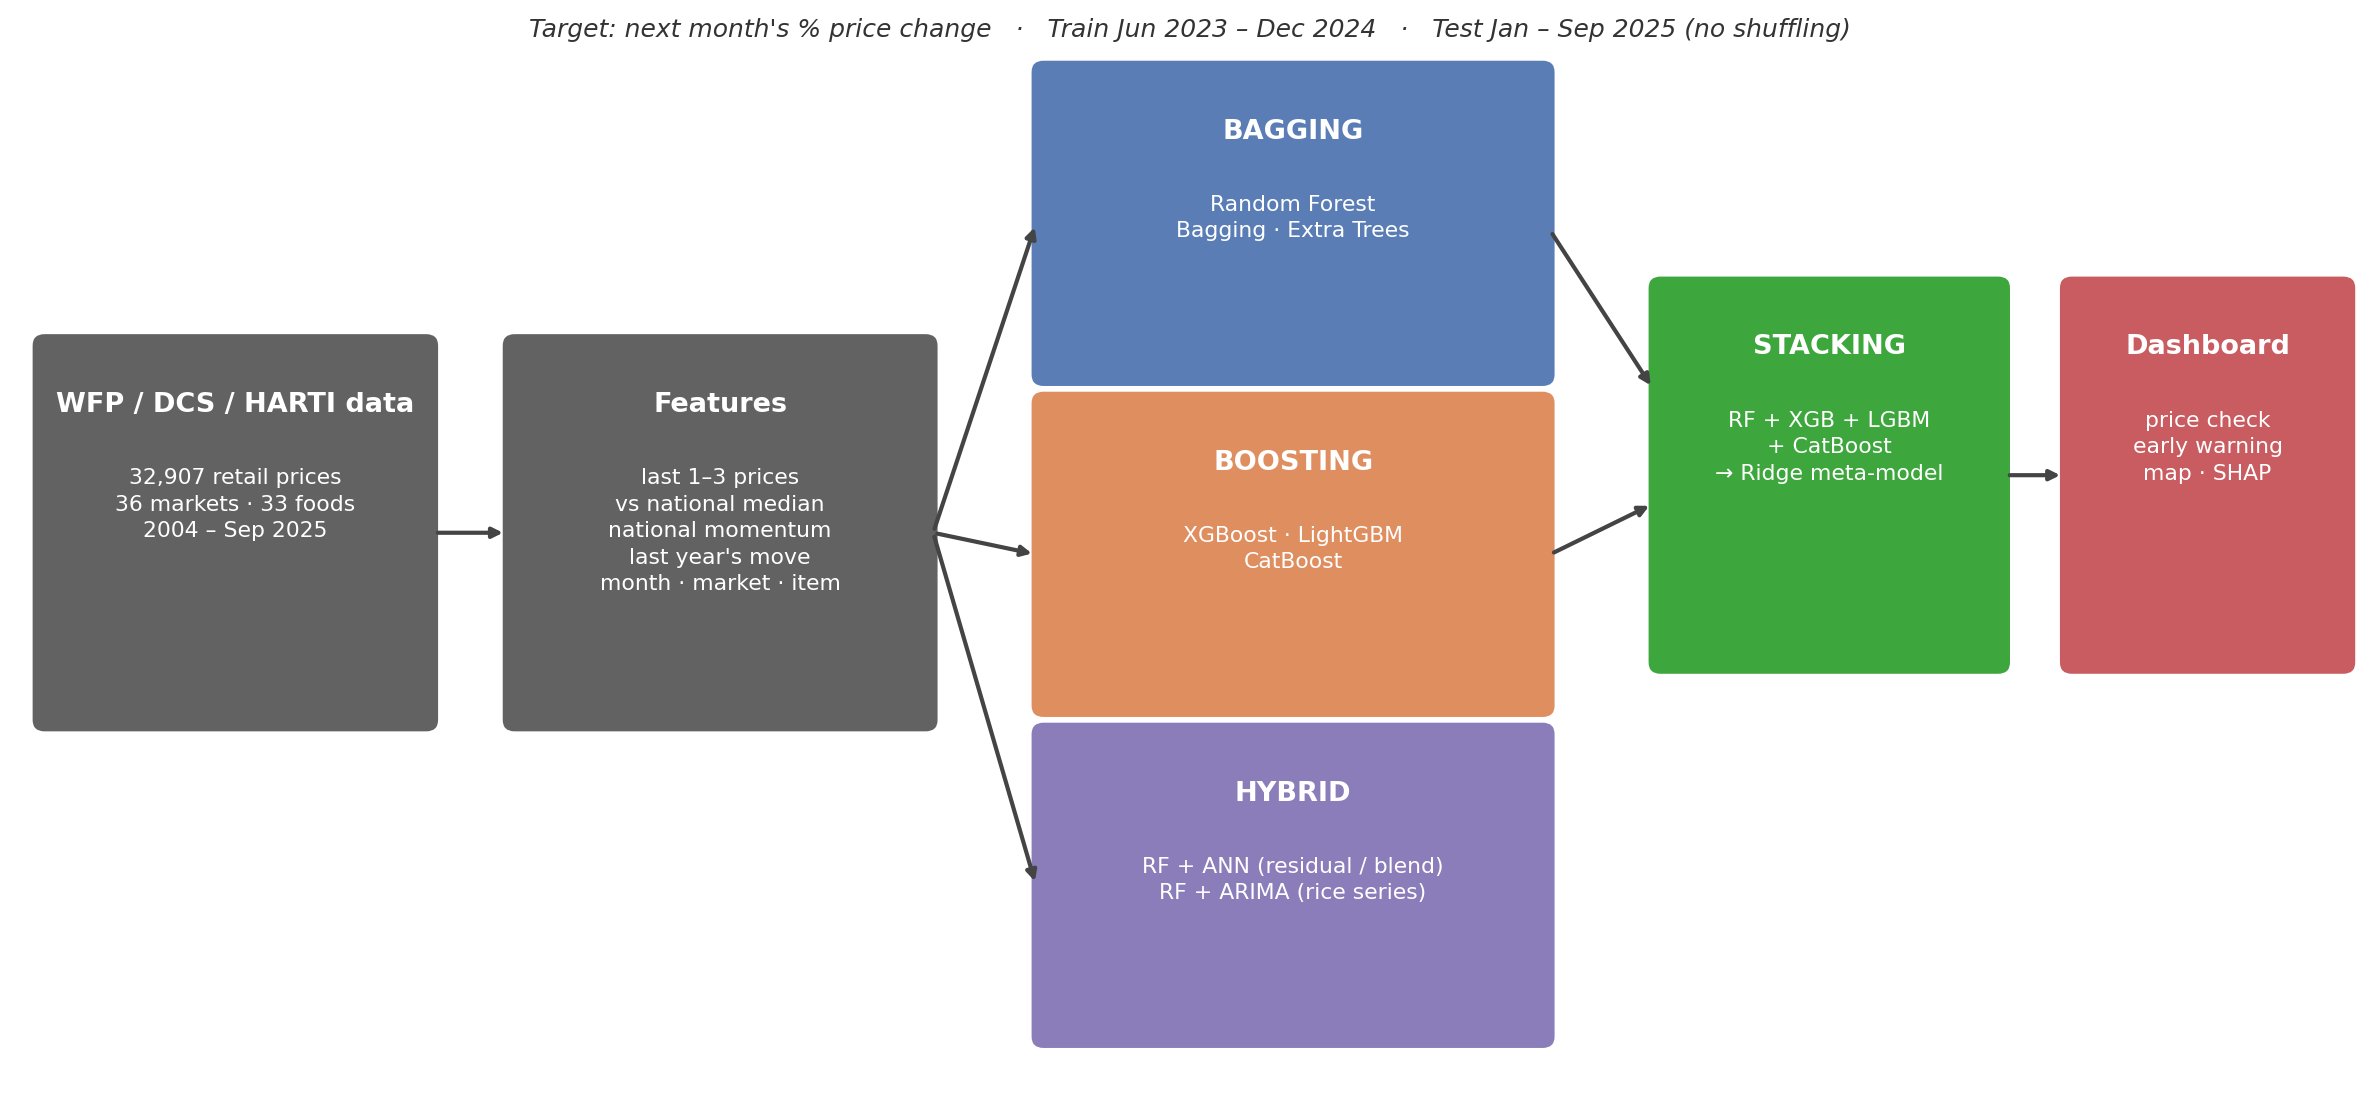 Target: next month's % price change · Train Jun 2023 – Dec 2024 · Test Jan – Sep 2025 (no shuffling)
WFP / DCS / HARTI data
32,907 retail prices
36 markets · 33 foods
2004 – Sep 2025
Features
last 1–3 prices
vs national median
national momentum
last year's move
month · market · item
BAGGING
Random Forest
Bagging · Extra Trees
BOOSTING
XGBoost · LightGBM
CatBoost
HYBRID
RF + ANN (residual / blend)
RF + ARIMA (rice series)
STACKING
RF + XGB + LGBM
+ CatBoost
→ Ridge meta-model
Dashboard
price check
early warning
map · SHAP